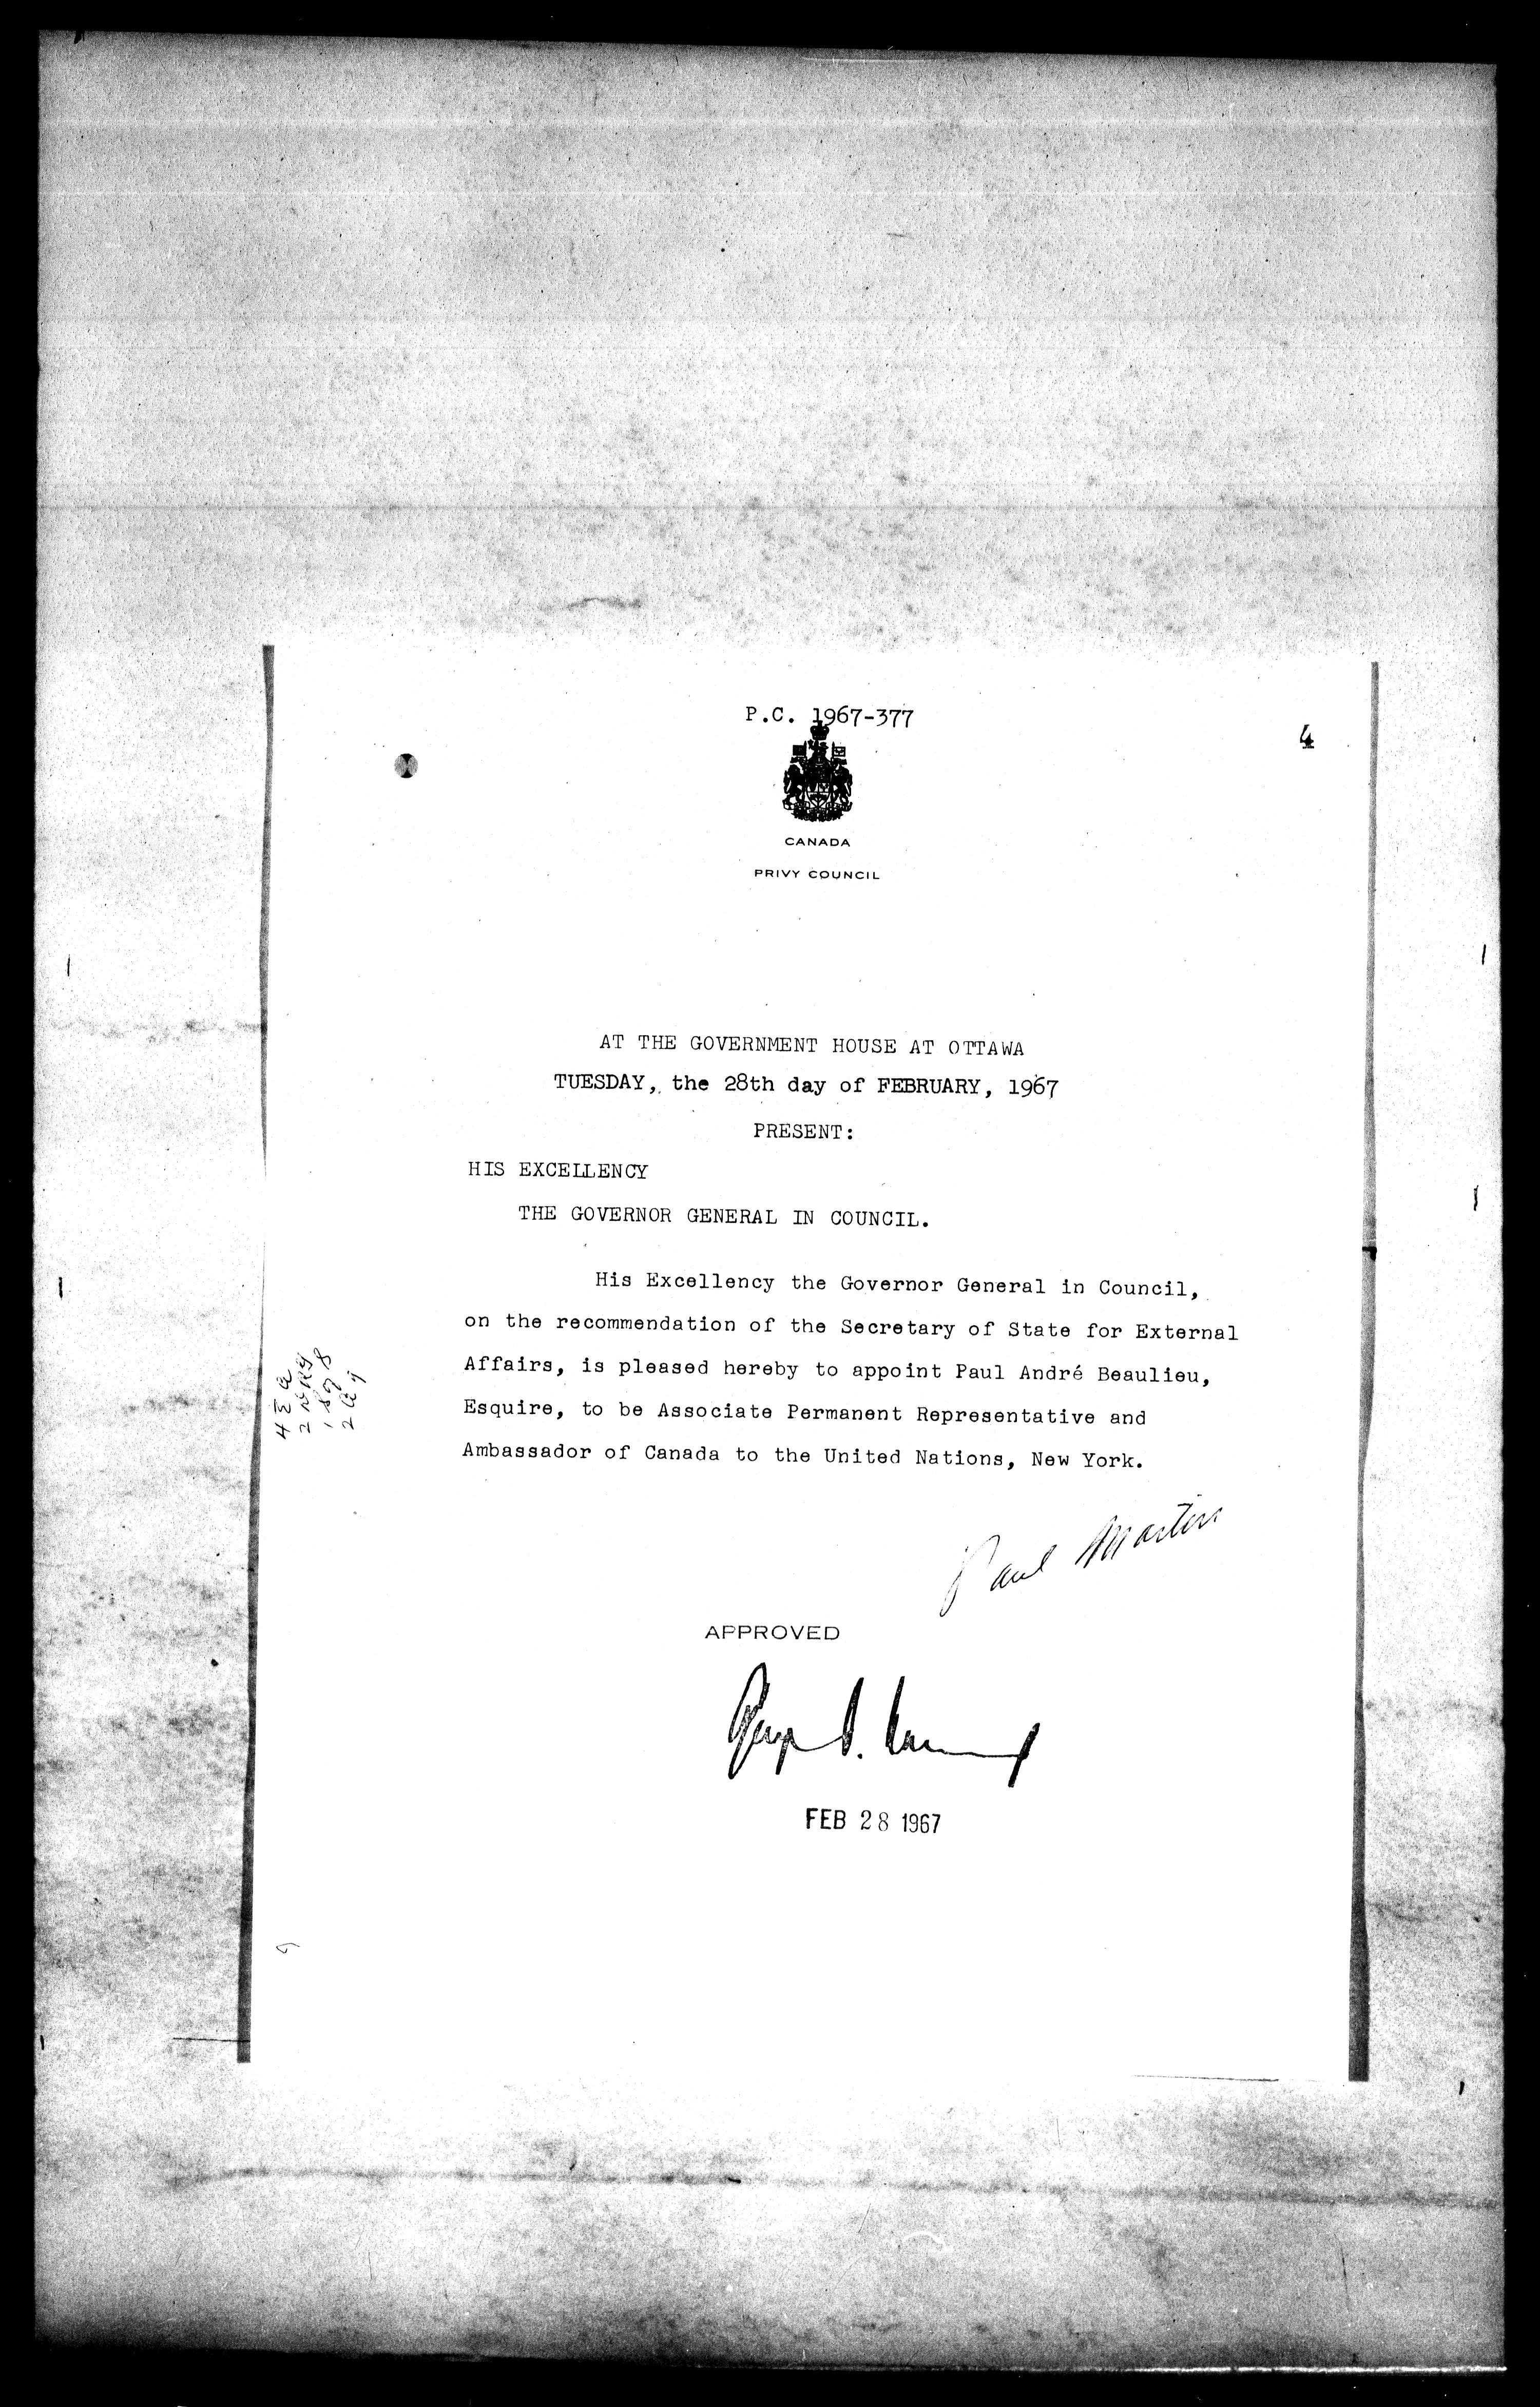 P.C. 1967-377
4
CANADA
PRIVY COUNCIL
AT THE GOVERNMENT HOUSE AT OTTAWA
TUESDAY, the 28th day of FEBRUARY, 1967
PRESENT:
HIS EXCELLENCY
THE GOVERNOR GENERAL IN COUNCIL.
His Excellency the Governor General in Council,
on the recommendation of the Secretary of State for External
Affairs, is pleased hereby to appoint Paul André Beaulieu,
Esquire, to be Associate Permanent Representative and
Ambassador of Canada to the United Nations, New York.
Paul Martin
APPROVED
FEB 28 1967